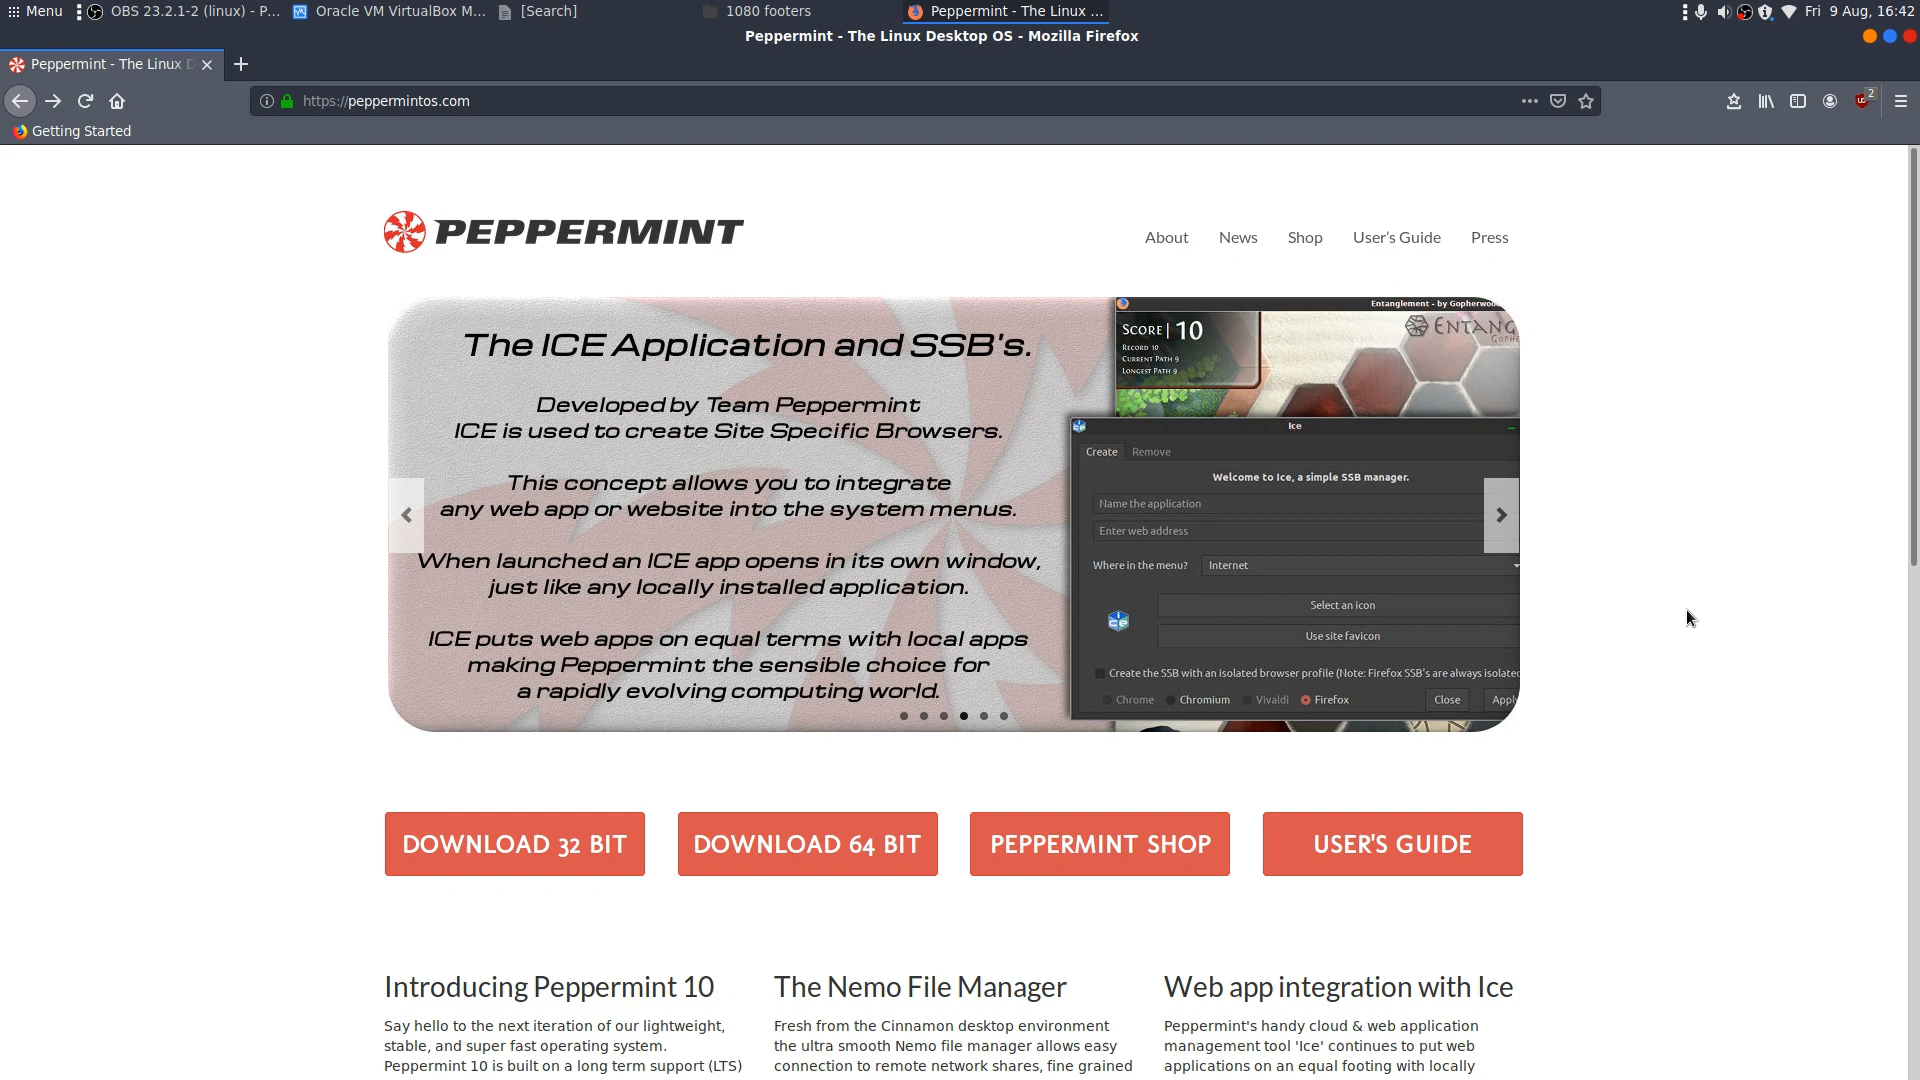 Menu
OBS 23.2.1-2 (linux) - P...
Oracle VM VirtualBox M...
[Search]
1080 footers
Peppermint - The Linux ...
Fri 9 Aug, 16:42
Peppermint - The Linux Desktop OS - Mozilla Firefox
Peppermint - The Linux D
https://peppermintos.com
2
Getting Started
PEPPERMINT
About
News
Shop
User's Guide
Press
The ICE Application and SSB's.
Developed by Team Peppermint
ICE is used to create Site Specific Browsers.
This concept allows you to integrate
any web app or website into the system menus.
When launched an ICE app opens in its own window,
just like any locally installed application.
ICE puts web apps on equal terms with local apps
making Peppermint the sensible choice for
a rapidly evolving computing world.
Entanglement - by Gopherwoo
SCORE | 10
RECORD 10
CURRENT PATH 9
LONGEST PATH 9
ENTANG
GOPHE
Ice
Create
Remove
Welcome to Ice, a simple SSB manager.
Name the application
Enter web address
Where in the menu?
Internet
Select an icon
Use site favicon
Create the SSB with an isolated browser profile (Note: Firefox SSB's are always isolated
Chrome
Chromium
Vivaldi
Firefox
Close
Appl
DOWNLOAD 32 BIT
DOWNLOAD 64 BIT
PEPPERMINT SHOP
USER'S GUIDE
Introducing Peppermint 10
Say hello to the next iteration of our lightweight,
stable, and super fast operating system.
Peppermint 10 is built on a long term support (LTS)
The Nemo File Manager
Fresh from the Cinnamon desktop environment
the ultra smooth Nemo file manager allows easy
connection to remote network shares, fine grained
Web app integration with Ice
Peppermint's handy cloud & web application
management tool 'Ice' continues to put web
applications on an equal footing with locally